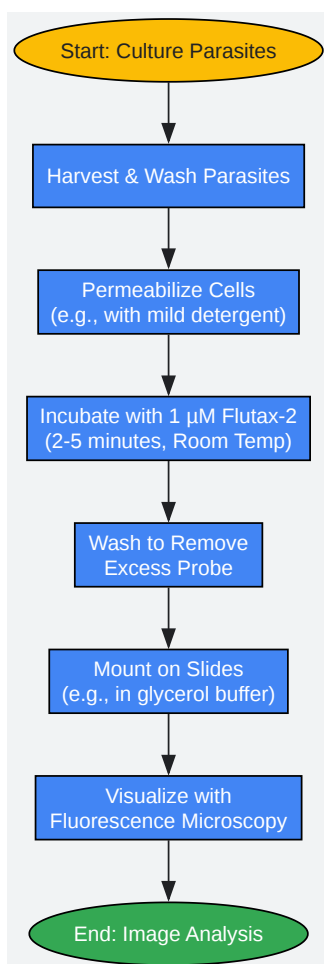 Start: Culture Parasites
Harvest & Wash Parasites
Permeabilize Cells
(e.g., with mild detergent)
Incubate with 1 µM Flutax-2
(2-5 minutes, Room Temp)
Wash to Remove
Excess Probe
Mount on Slides
(e.g., in glycerol buffer)
Visualize with
Fluorescence Microscopy
End: Image Analysis